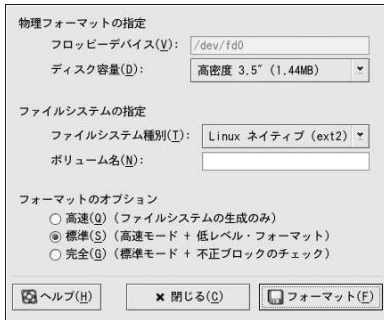 物理フォーマットの指定
フロッピーデバイス(V): /dev/fd0
ディスク容量(D): 高密度 3.5″ (1.44MB)
ファイルシステムの指定
ファイルシステム種別(T): Linux ネイティブ (ext2)
ボリューム名(N):
フォーマットのオプション
高速(Q) (ファイルシステムの生成のみ)
標準(S) (高速モード + 低レベル・フォーマット)
完全(G) (標準モード + 不正ブロックのチェック)
ヘルプ(H) 閉じる(C) フォーマット(F)